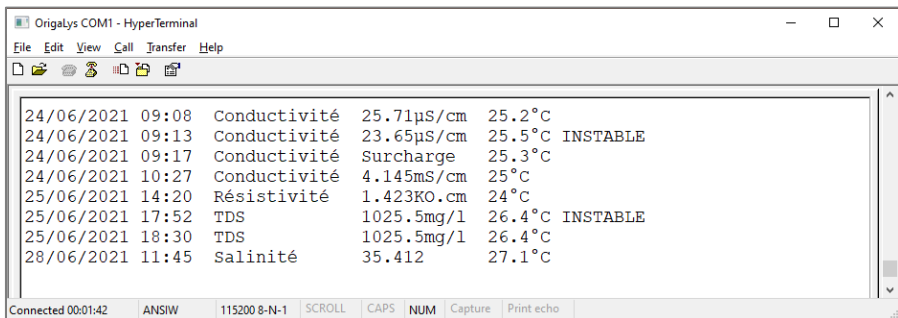 OrigaLys COM1 - HyperTerminal
File Edit View Call Transfer Help
24/06/2021 09:08 Conductivité 25.71µS/cm 25.2°C
24/06/2021 09:13 Conductivité 23.65µS/cm 25.5°C INSTABLE
24/06/2021 09:17 Conductivité Surcharge 25.3°C
24/06/2021 10:27 Conductivité 4.145mS/cm 25°C
25/06/2021 14:20 Résistivité 1.423KO.cm 24°C
25/06/2021 17:52 TDS 1025.5mg/l 26.4°C INSTABLE
25/06/2021 18:30 TDS 1025.5mg/l 26.4°C
28/06/2021 11:45 Salinité 35.412 27.1°C
Connected 00:01:42 ANSIW 115200 8-N-1 SCROLL CAPS NUM Capture Print echo